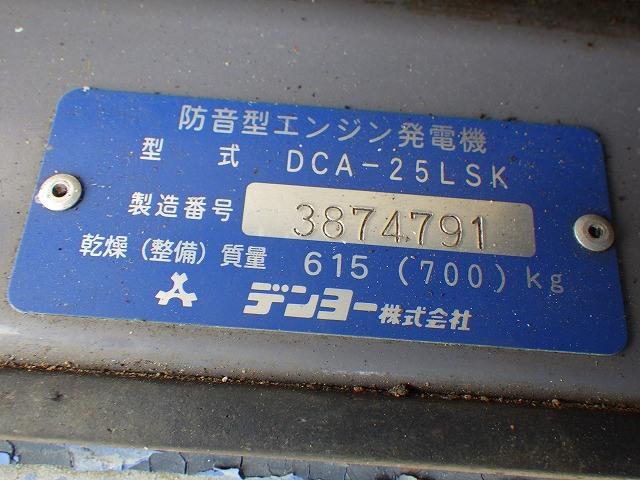 防音型エンジン発電機
型式 DCA-25LSK
製造番号 3874791
乾燥(整備)質量 615(700)kg
デンヨー株式会社